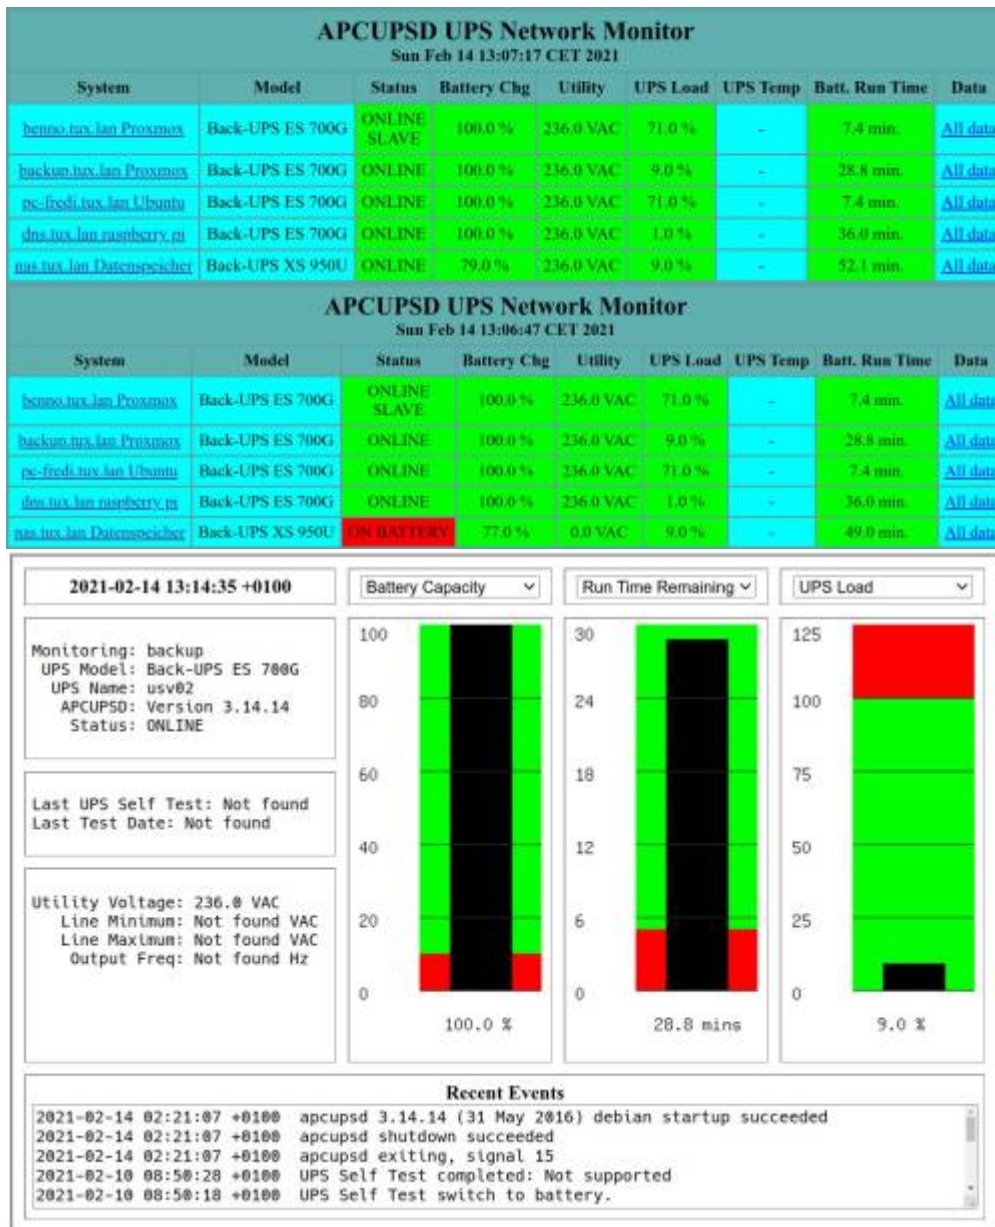 APCUPSD UPS Network Monitor
Sun Feb 14 13:07:17 CET 2021
System Model Status Battery Chg Utility UPS Load UPS Temp Batt. Run Time Data
benno.tux.lan Proxmox Back-UPS ES 700G ONLINE SLAVE 100.0 % 236.0 VAC 71.0 % - 7.4 min. All data
backup.tux.lan Proxmox Back-UPS ES 700G ONLINE 100.0 % 236.0 VAC 9.0 % - 28.8 min. All data
pc-fredi.tux.lan Ubuntu Back-UPS ES 700G ONLINE 100.0 % 236.0 VAC 71.0 % - 7.4 min. All data
dns.tux.lan raspberry pi Back-UPS ES 700G ONLINE 100.0 % 236.0 VAC 1.0 % - 36.0 min. All data
nas.tux.lan Datenspeicher Back-UPS XS 950U ONLINE 79.0 % 236.0 VAC 9.0 % - 52.1 min. All data
APCUPSD UPS Network Monitor
Sun Feb 14 13:06:47 CET 2021
System Model Status Battery Chg Utility UPS Load UPS Temp Batt. Run Time Data
benno.tux.lan Proxmox Back-UPS ES 700G ONLINE SLAVE 100.0 % 236.0 VAC 71.0 % - 7.4 min. All data
backup.tux.lan Proxmox Back-UPS ES 700G ONLINE 100.0 % 236.0 VAC 9.0 % - 28.8 min. All data
pc-fredi.tux.lan Ubuntu Back-UPS ES 700G ONLINE 100.0 % 236.0 VAC 71.0 % - 7.4 min. All data
dns.tux.lan raspberry pi Back-UPS ES 700G ONLINE 100.0 % 236.0 VAC 1.0 % - 36.0 min. All data
nas.tux.lan Datenspeicher Back-UPS XS 950U ON BATTERY 77.0 % 0.0 VAC 9.0 % - 49.0 min. All data
2021-02-14 13:14:35 +0100
Monitoring: backup
UPS Model: Back-UPS ES 700G
UPS Name: usv02
APCUPSD: Version 3.14.14
Status: ONLINE
Last UPS Self Test: Not found
Last Test Date: Not found
Utility Voltage: 236.0 VAC
Line Minimum: Not found VAC
Line Maximum: Not found VAC
Output Freq: Not found Hz
Battery Capacity
100
80
60
40
20
0
100.0 %
Run Time Remaining
30
24
18
12
6
0
28.8 mins
UPS Load
125
100
75
50
25
0
9.0 %
Recent Events
2021-02-14 02:21:07 +0100 apcupsd 3.14.14 (31 May 2016) debian startup succeeded
2021-02-14 02:21:07 +0100 apcupsd shutdown succeeded
2021-02-14 02:21:07 +0100 apcupsd exiting, signal 15
2021-02-10 08:50:28 +0100 UPS Self Test completed: Not supported
2021-02-10 08:50:18 +0100 UPS Self Test switch to battery.